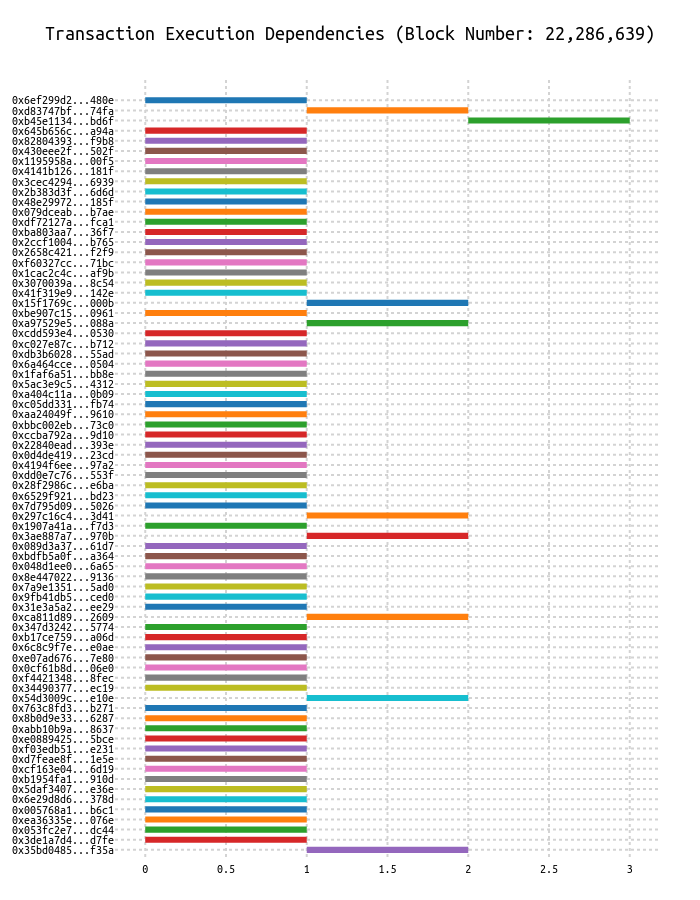 Transaction Execution Dependencies (Block Number: 22,286,639)
0x6ef299d2...480e
0xd83747bf...74fa
0xb45e1134...bd6f
0x645b656c...a94a
0x82804393...f9b8
0x430eee2f...502f
0x1195958a...00f5
0x4141b126...181f
0x3cec4294...6939
0x2b383d3f...6d6d
0x48e29972...185f
0x079dceab...b7ae
0xdf72127a...fca1
0xba803aa7...36f7
0x2ccf1004...b765
0x2658c421...f2f9
0xf60327cc...71bc
0x1cac2c4c...af9b
0x3070039a...8c54
0x41f319e9...142e
0x15f1769c...000b
0xbe907c15...0961
0xa97529e5...088a
0xcdd593e4...0530
0xc027e87c...b712
0xdb3b6028...55ad
0x6a464cce...0504
0x1faf6a51...bb8e
0x5ac3e9c5...4312
0xa404c11a...0b09
0xc05dd331...fb74
0xaa24049f...9610
0xbbc002eb...73c0
0xccba792a...9d10
0x22840ead...393e
0x0d4de419...23cd
0x4194f6ee...97a2
0xdd0e7c76...553f
0x28f2986c...e6ba
0x6529f921...bd23
0x7d795d09...5026
0x297c16c4...3d41
0x1907a41a...f7d3
0x3ae887a7...970b
0x089d3a37...61d7
0xbdfb5a0f...a364
0x048d1ee0...6a65
0x8e447022...9136
0x7a9e1351...5ad0
0x9fb41db5...ced0
0x31e3a5a2...ee29
0xca811d89...2609
0x347d3242...5774
0xb17ce759...a06d
0x6c8c9f7e...e0ae
0xe07ad676...7e80
0x0cf61b8d...06e0
0xf4421348...8fec
0x34490377...ec19
0x54d3009c...e10e
0x763c8fd3...b271
0x8b0d9e33...6287
0xabb10b9a...8637
0xe0889425...5bce
0xf03edb51...e231
0xd7feae8f...1e5e
0xcf163e04...6d19
0xb1954fa1...910d
0x5daf3407...e36e
0x6e29d8d6...378d
0x005768a1...b6c1
0xea36335e...076e
0x053fc2e7...dc44
0x3de1a7d4...d7fe
0x35bd0485...f35a
0 0.5 1 1.5 2 2.5 3